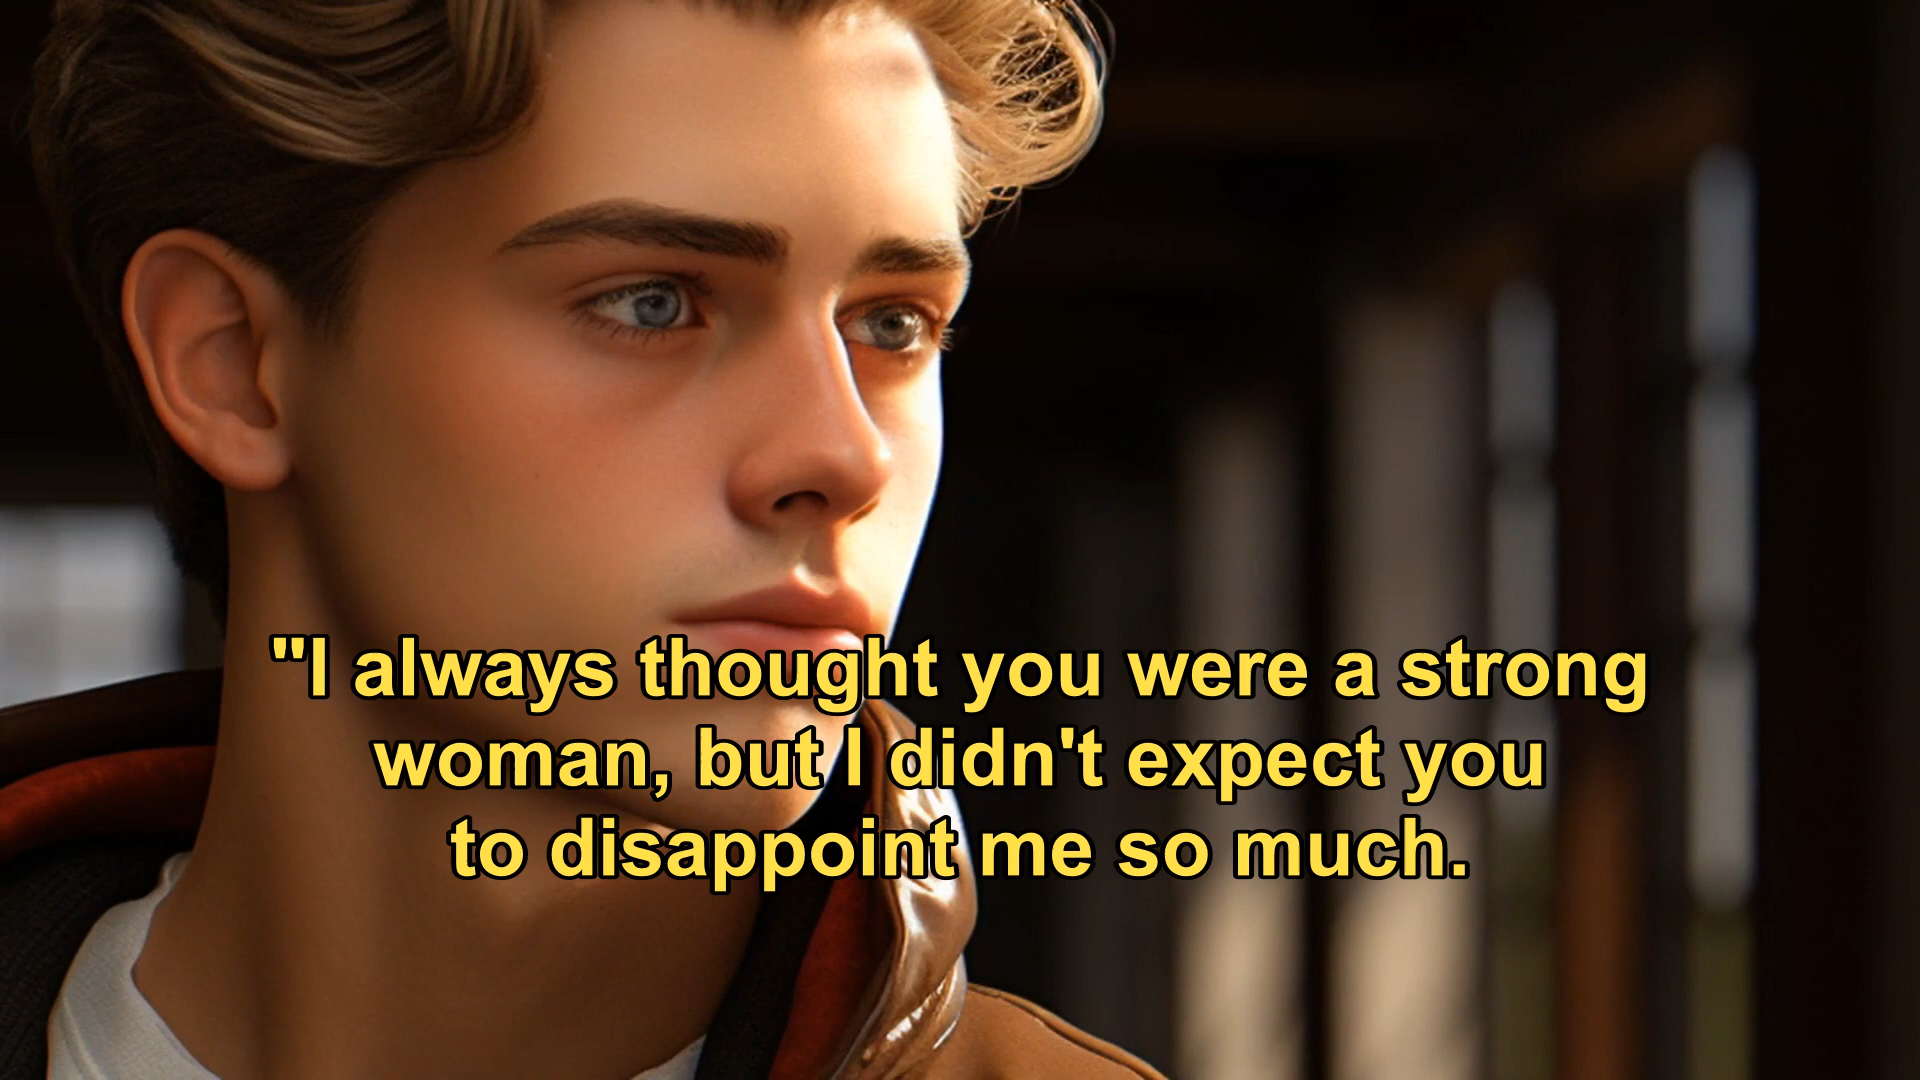 "I always thought you were a strong
woman, but I didn't expect you
to disappoint me so much.